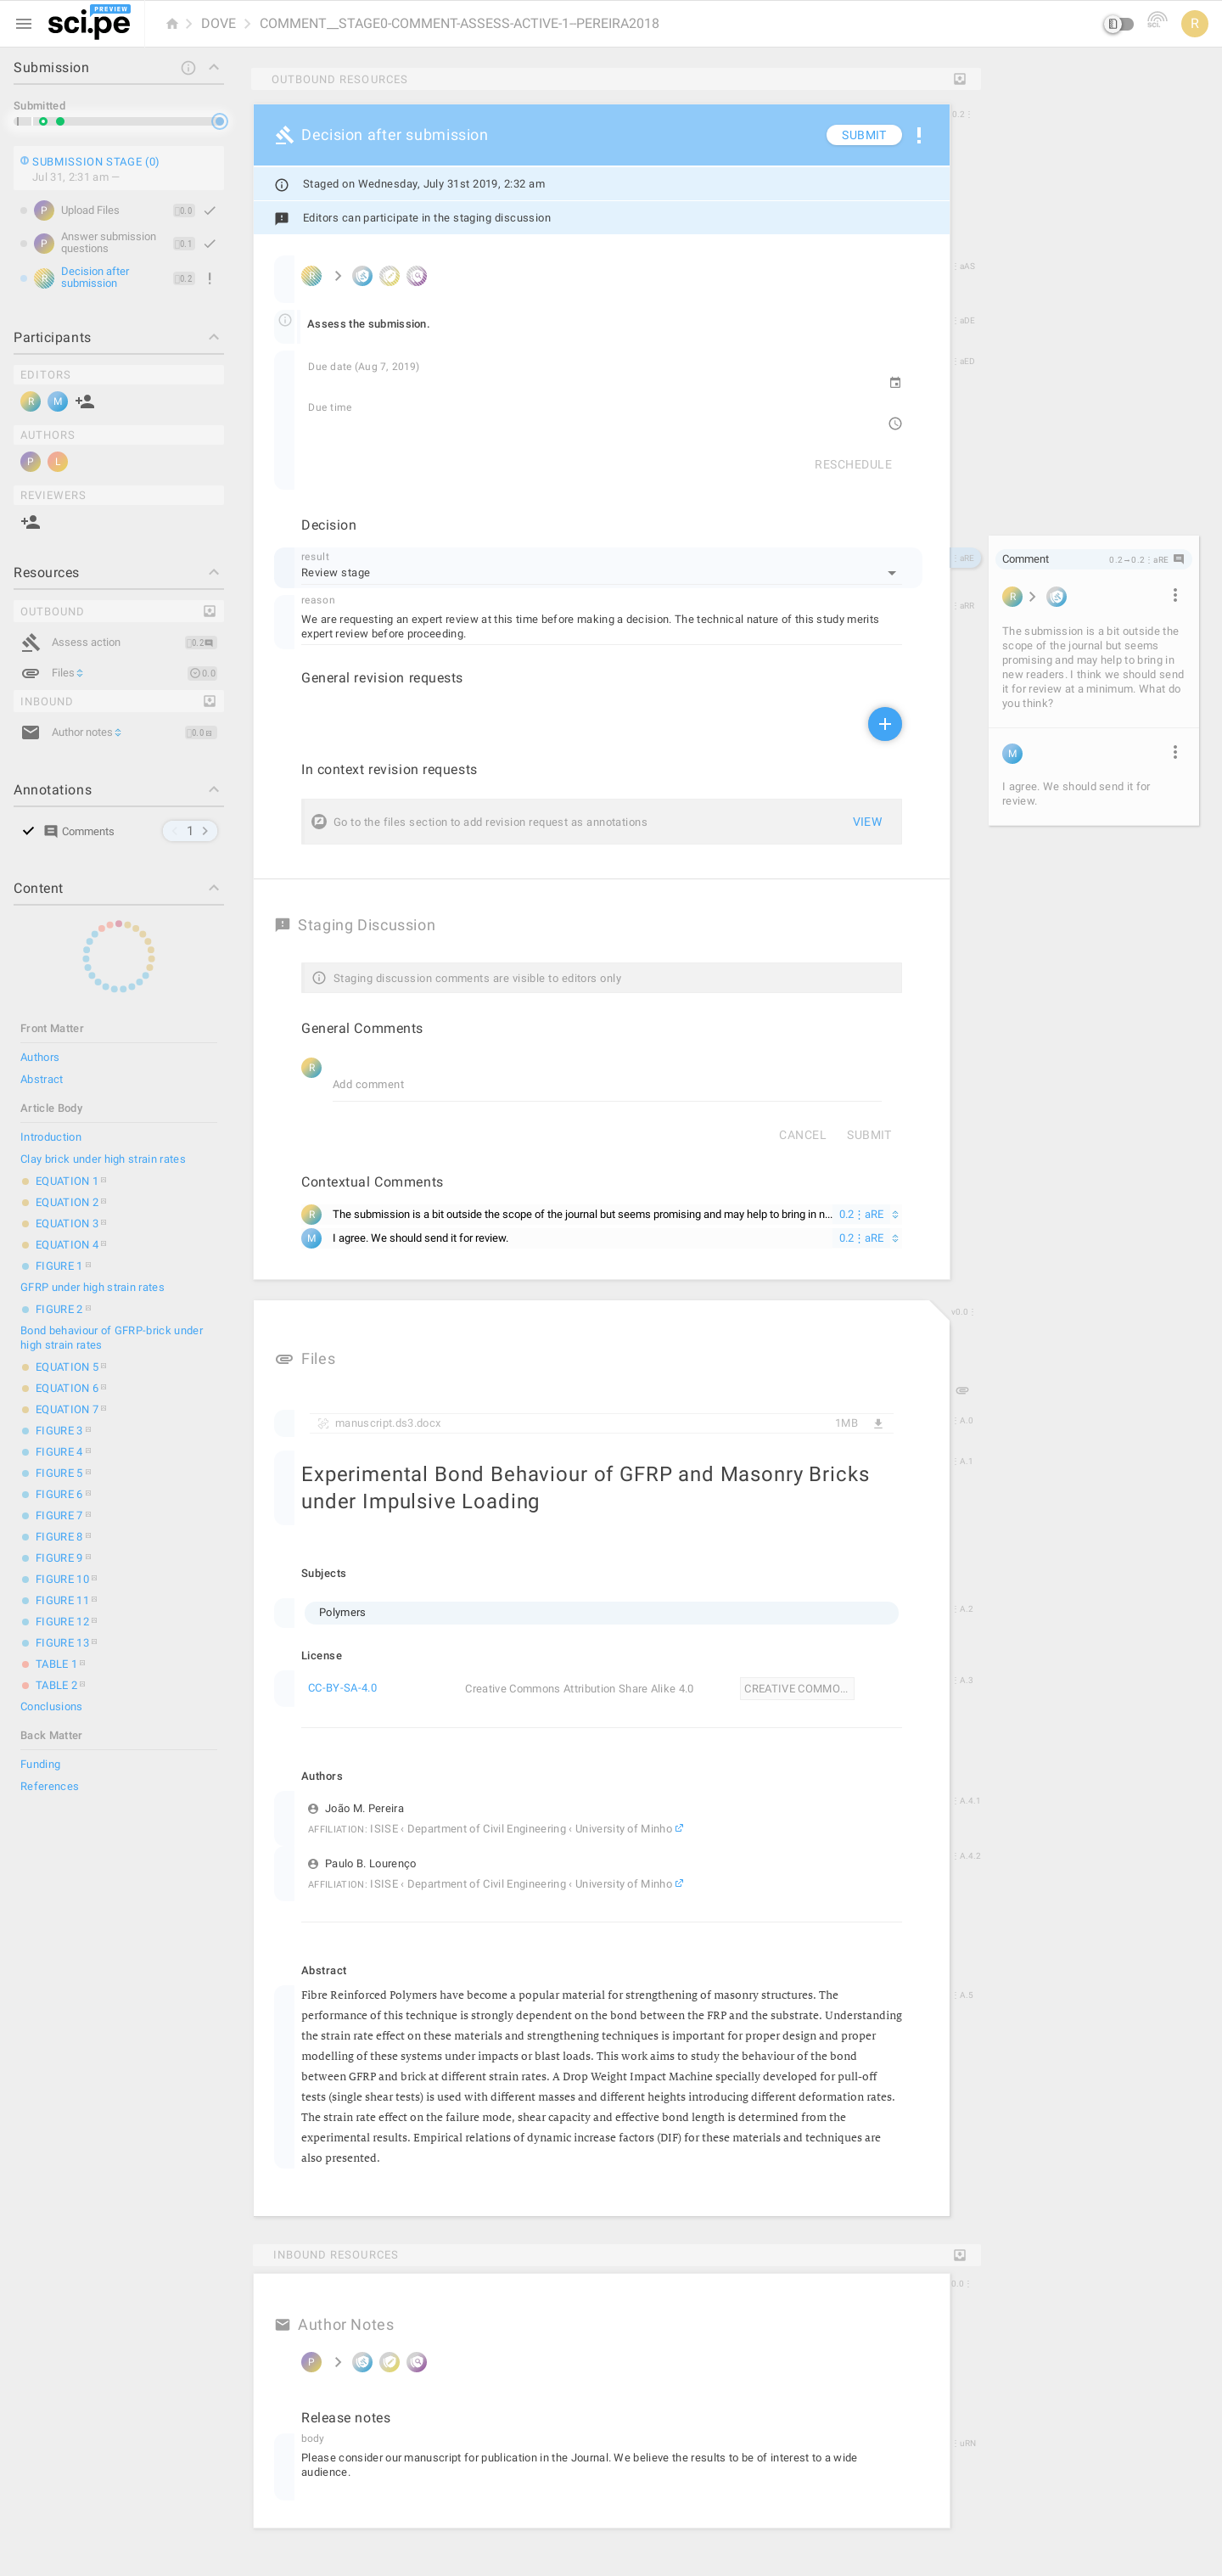 sci.pe PREVIEW
DOVE
COMMENT__STAGE0-COMMENT-ASSESS-ACTIVE-1--PEREIRA2018
R
Submission
Submitted
SUBMISSION STAGE (0)
Jul 31, 2:31 am —
P Upload Files 0.0
P Answer submission questions 0.1
R Decision after submission 0.2
Participants
EDITORS
R M
AUTHORS
P L
REVIEWERS
Resources
OUTBOUND
Assess action 0.2
Files 0.0
INBOUND
Author notes 0.0
Annotations
Comments 1
Content
Front Matter
Authors
Abstract
Article Body
Introduction
Clay brick under high strain rates
EQUATION 1
EQUATION 2
EQUATION 3
EQUATION 4
FIGURE 1
GFRP under high strain rates
FIGURE 2
Bond behaviour of GFRP-brick under
high strain rates
EQUATION 5
EQUATION 6
EQUATION 7
FIGURE 3
FIGURE 4
FIGURE 5
FIGURE 6
FIGURE 7
FIGURE 8
FIGURE 9
FIGURE 10
FIGURE 11
FIGURE 12
FIGURE 13
TABLE 1
TABLE 2
Conclusions
Back Matter
Funding
References
OUTBOUND RESOURCES
Decision after submission SUBMIT
0.2
Staged on Wednesday, July 31st 2019, 2:32 am
Editors can participate in the staging discussion
R
aAS
Assess the submission.
aDE
Due date (Aug 7, 2019)
aED
Due time
RESCHEDULE
Decision
result
Review stage
aRE
reason
aRR
We are requesting an expert review at this time before making a decision. The technical nature of this study merits
expert review before proceeding.
General revision requests
In context revision requests
Go to the files section to add revision request as annotations VIEW
Staging Discussion
Staging discussion comments are visible to editors only
General Comments
R
Add comment
CANCEL SUBMIT
Contextual Comments
R The submission is a bit outside the scope of the journal but seems promising and may help to bring in n... 0.2⋮aRE
M I agree. We should send it for review. 0.2⋮aRE
v0.0
Files
manuscript.ds3.docx 1MB
A.0
A.1
Experimental Bond Behaviour of GFRP and Masonry Bricks
under Impulsive Loading
Subjects
Polymers
A.2
License
CC-BY-SA-4.0 Creative Commons Attribution Share Alike 4.0 CREATIVE COMMO...
A.3
Authors
João M. Pereira
A.4.1
AFFILIATION: ISISE ‹ Department of Civil Engineering ‹ University of Minho
Paulo B. Lourenço
A.4.2
AFFILIATION: ISISE ‹ Department of Civil Engineering ‹ University of Minho
Abstract
A.5
Fibre Reinforced Polymers have become a popular material for strengthening of masonry structures. The
performance of this technique is strongly dependent on the bond between the FRP and the substrate. Understanding
the strain rate effect on these materials and strengthening techniques is important for proper design and proper
modelling of these systems under impacts or blast loads. This work aims to study the behaviour of the bond
between GFRP and brick at different strain rates. A Drop Weight Impact Machine specially developed for pull-off
tests (single shear tests) is used with different masses and different heights introducing different deformation rates.
The strain rate effect on the failure mode, shear capacity and effective bond length is determined from the
experimental results. Empirical relations of dynamic increase factors (DIF) for these materials and techniques are
also presented.
INBOUND RESOURCES
0.0
Author Notes
P
Release notes
body
uRN
Please consider our manuscript for publication in the Journal. We believe the results to be of interest to a wide
audience.
Comment 0.2—0.2⋮aRE
R
The submission is a bit outside the
scope of the journal but seems
promising and may help to bring in
new readers. I think we should send
it for review at a minimum. What do
you think?
M
I agree. We should send it for
review.